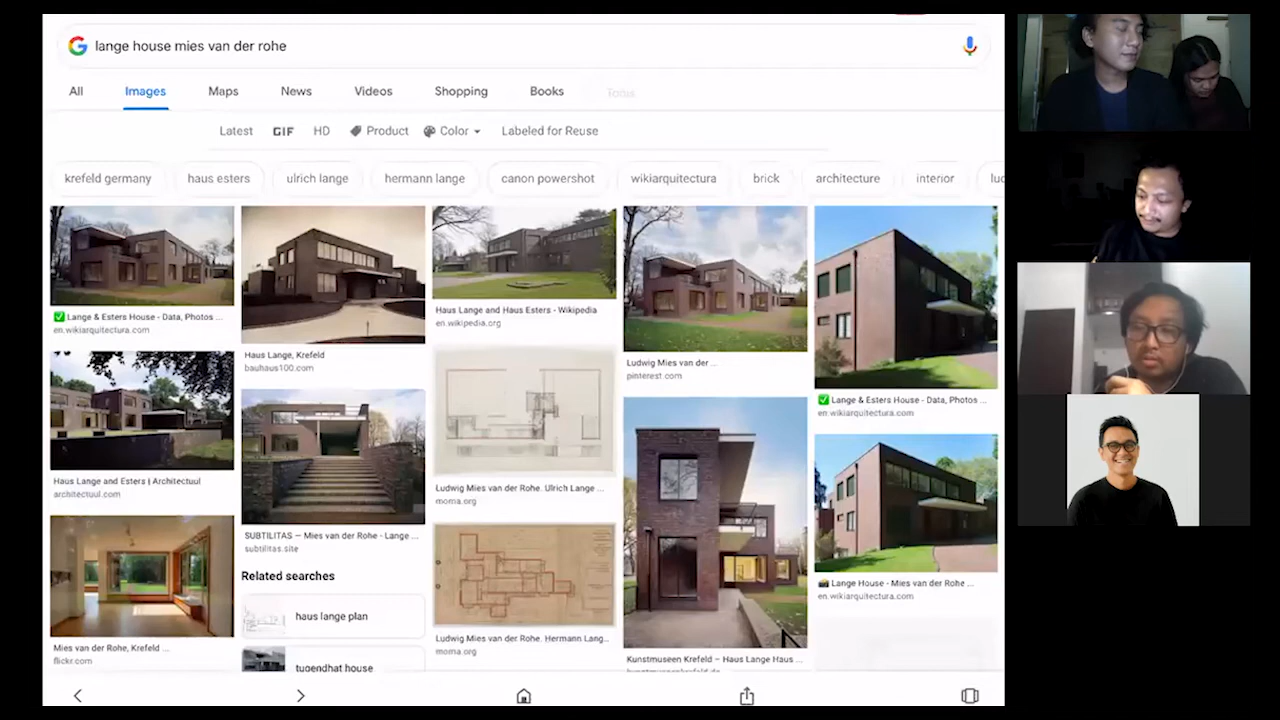 lange house mies van der rohe
All Images Maps News Videos Shopping Books Tools
Latest GIF HD Product Color Labeled for Reuse
krefeld germany haus esters ulrich lange hermann lange canon powershot wikiarquitectura brick architecture interior luc
Lange & Esters House - Data, Photos ...
en.wikiarquitectura.com
Haus Lange, Krefeld
bauhaus100.com
Haus Lange and Haus Esters - Wikipedia
en.wikipedia.org
Ludwig Mies van der ...
pinterest.com
Lange & Esters House - Data, Photos ...
en.wikiarquitectura.com
Haus Lange and Esters | Architectuul
architectuul.com
SUBTILITAS — Mies van der Rohe - Lange ...
subtilitas.site
Ludwig Mies van der Rohe. Ulrich Lange ...
moma.org
Lange House - Mies van der Rohe ...
en.wikiarquitectura.com
Mies van der Rohe, Krefeld ...
flickr.com
Related searches
haus lange plan
tugendhat house
Ludwig Mies van der Rohe. Hermann Lang...
moma.org
Kunstmuseen Krefeld – Haus Lange Haus ...